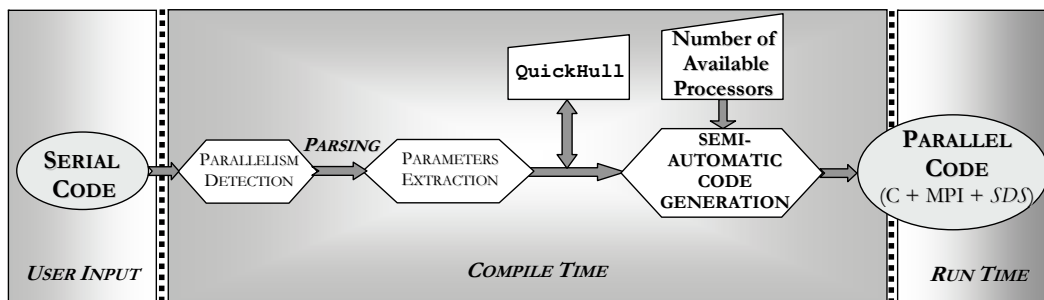 SERIAL
CODE
PARALLELISM
DETECTION
PARSING
PARAMETERS
EXTRACTION
QuickHull
Number of
Available
Processors
SEMI-
AUTOMATIC
CODE
GENERATION
PARALLEL
CODE
(C + MPI + SDS)
USER INPUT
COMPILE TIME
RUN TIME